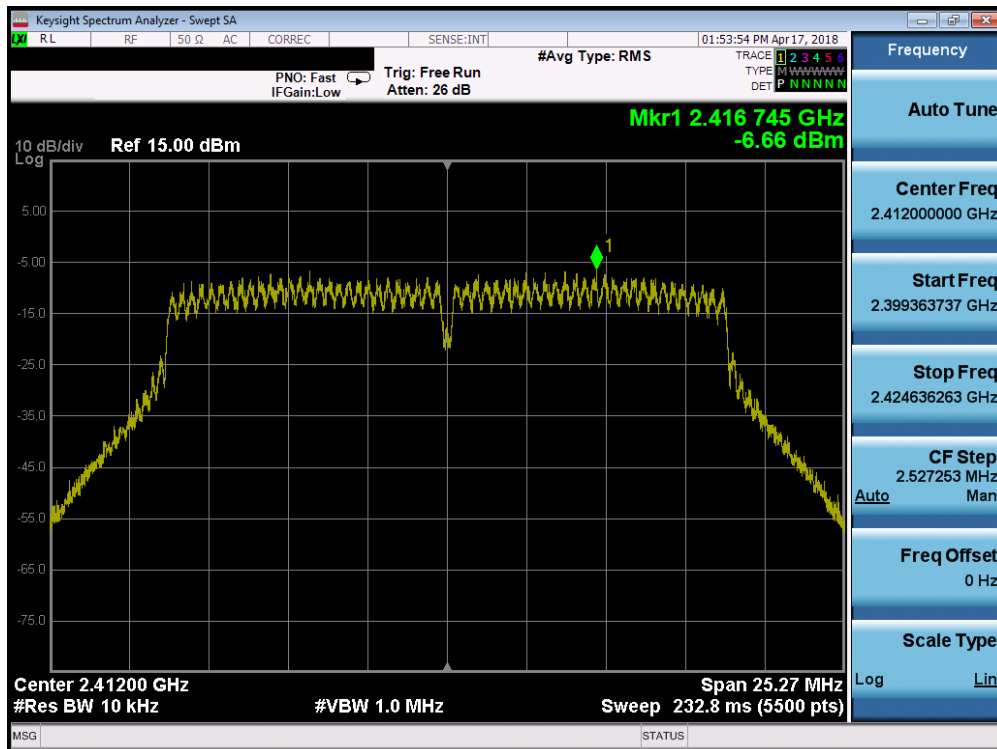 Keysight Spectrum Analyzer - Swept SA
LXI RL RF 50 Ω AC CORREC SENSE:INT 01:53:54 PM Apr 17, 2018
#Avg Type: RMS
TRACE 1 2 3 4 5 6
PNO: Fast Trig: Free Run
TYPE M WWWWW
IFGain:Low Atten: 26 dB
DET P N N N N N
Mkr1 2.416 745 GHz
-6.66 dBm
10 dB/div Ref 15.00 dBm
Log
5.00
-5.00
1
-15.0
-25.0
-35.0
-45.0
-55.0
-65.0
-75.0
Center 2.41200 GHz Span 25.27 MHz
#Res BW 10 kHz #VBW 1.0 MHz Sweep 232.8 ms (5500 pts)
MSG STATUS
Frequency
Auto Tune
Center Freq
2.412000000 GHz
Start Freq
2.399363737 GHz
Stop Freq
2.424636263 GHz
CF Step
2.527253 MHz
Auto Man
Freq Offset
0 Hz
Scale Type
Log Lin